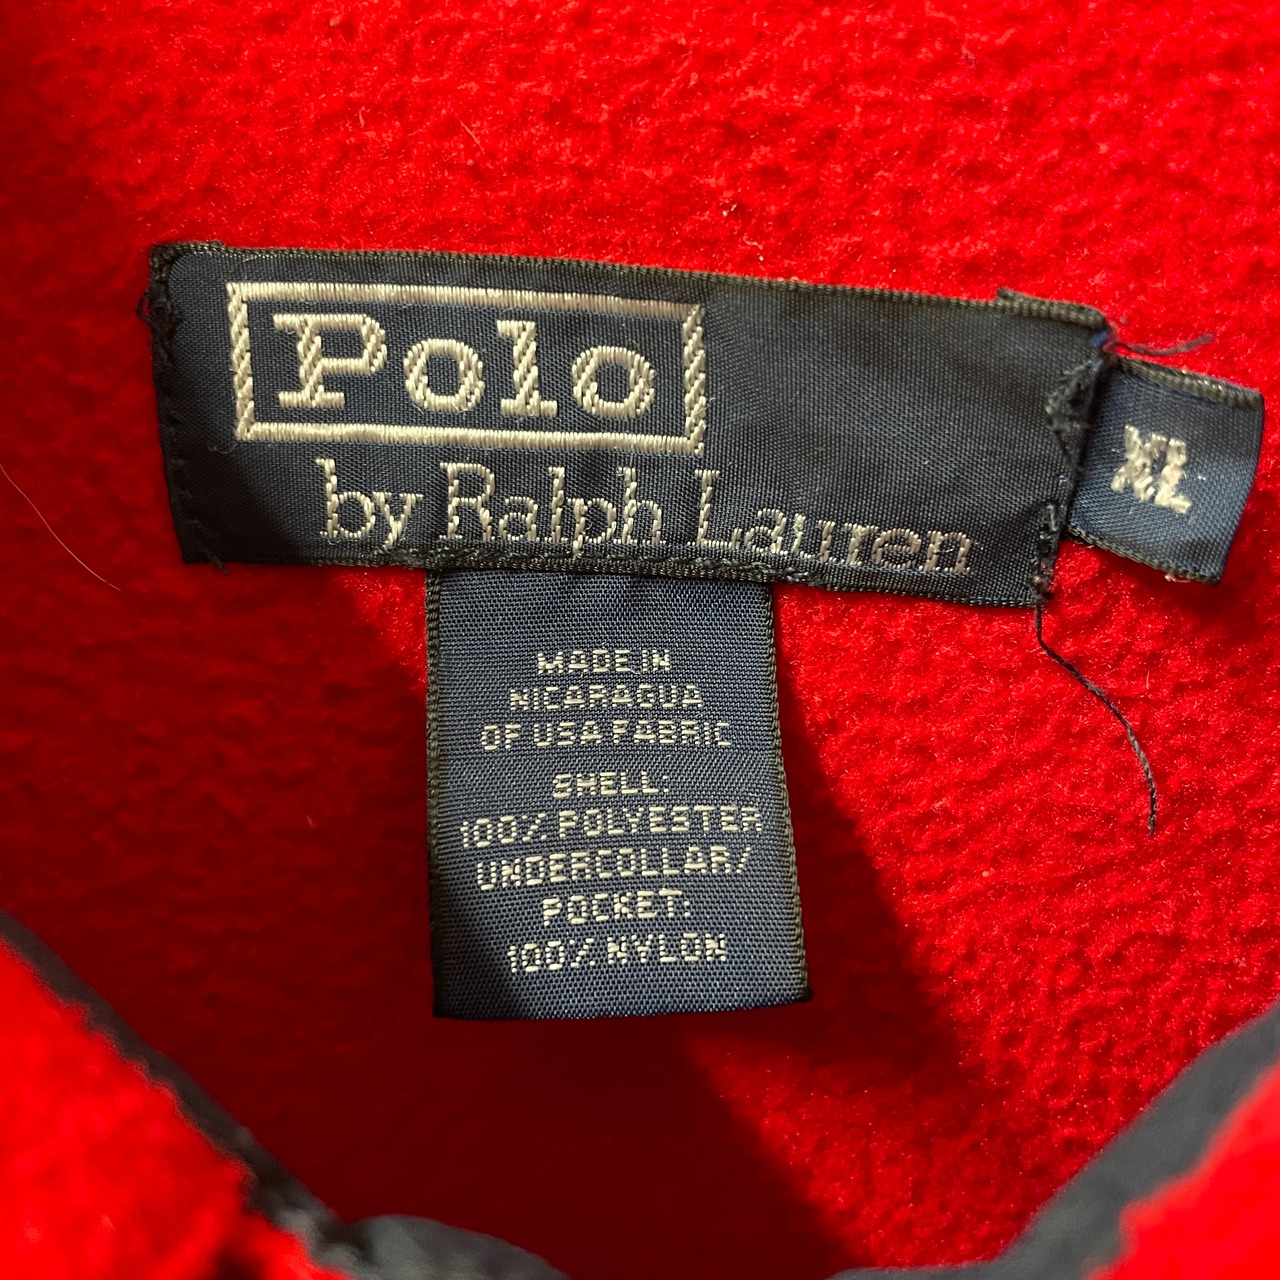 Polo
by Ralph Lauren
XL
MADE IN
NICARAGUA
OF USA FABRIC
SHELL:
100% POLYESTER
UNDERCOLLAR/
POCKET:
100% NYLON